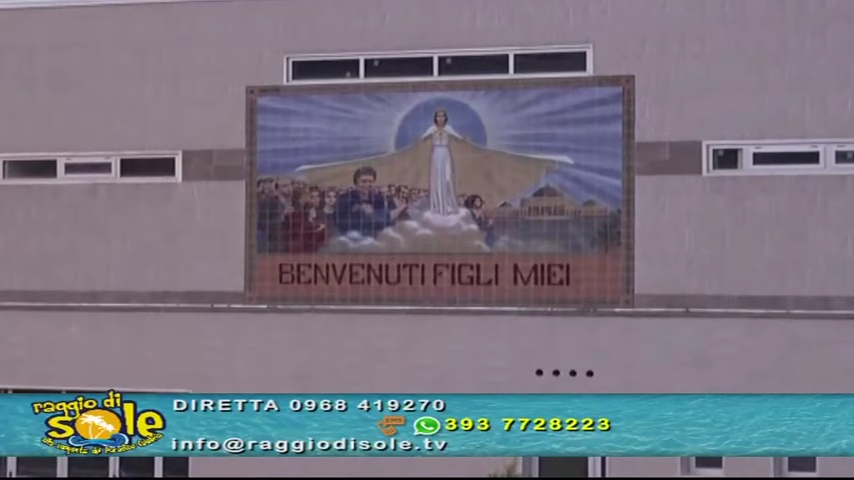 BENVENUTI FIGLI MIEI
raggio di
sole
DIRETTA 0968 419270
393 7728223
info@raggiodisole.tv